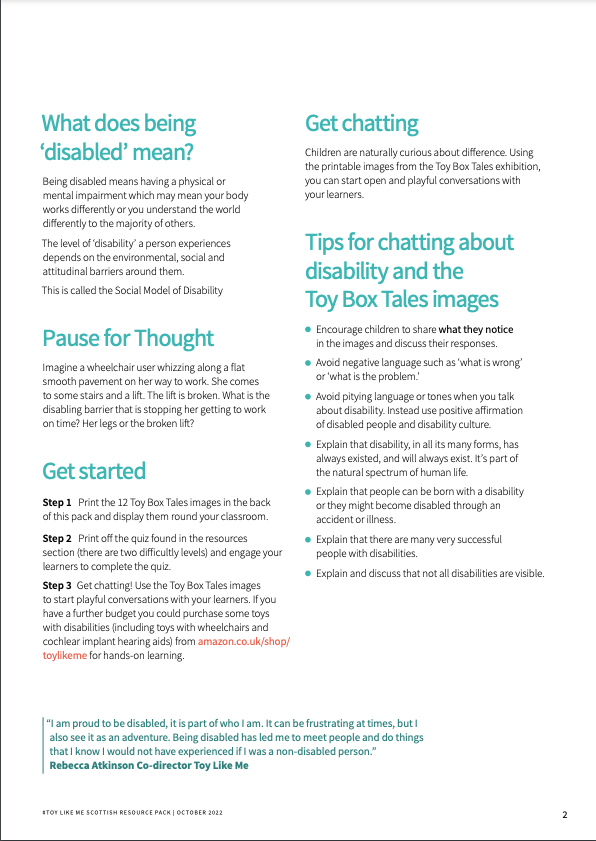 What does being
‘disabled’ mean?
Being disabled means having a physical or
mental impairment which may mean your body
works differently or you understand the world
differently to the majority of others.
The level of ‘disability’ a person experiences
depends on the environmental, social and
attitudinal barriers around them.
This is called the Social Model of Disability
Pause for Thought
Imagine a wheelchair user whizzing along a flat
smooth pavement on her way to work. She comes
to some stairs and a lift. The lift is broken. What is the
disabling barrier that is stopping her getting to work
on time? Her legs or the broken lift?
Get started
Step 1 Print the 12 Toy Box Tales images in the back
of this pack and display them round your classroom.
Step 2 Print off the quiz found in the resources
section (there are two difficultly levels) and engage your
learners to complete the quiz.
Step 3 Get chatting! Use the Toy Box Tales images
to start playful conversations with your learners. If you
have a further budget you could purchase some toys
with disabilities (including toys with wheelchairs and
cochlear implant hearing aids) from amazon.co.uk/shop/
toylikeme for hands-on learning.
Get chatting
Children are naturally curious about difference. Using
the printable images from the Toy Box Tales exhibition,
you can start open and playful conversations with
your learners.
Tips for chatting about
disability and the
Toy Box Tales images
• Encourage children to share what they notice
in the images and discuss their responses.
• Avoid negative language such as ‘what is wrong’
or ‘what is the problem.’
• Avoid pitying language or tones when you talk
about disability. Instead use positive affirmation
of disabled people and disability culture.
• Explain that disability, in all its many forms, has
always existed, and will always exist. It’s part of
the natural spectrum of human life.
• Explain that people can be born with a disability
or they might become disabled through an
accident or illness.
• Explain that there are many very successful
people with disabilities.
• Explain and discuss that not all disabilities are visible.
“I am proud to be disabled, it is part of who I am. It can be frustrating at times, but I
also see it as an adventure. Being disabled has led me to meet people and do things
that I know I would not have experienced if I was a non-disabled person.”
Rebecca Atkinson Co-director Toy Like Me
#TOY LIKE ME SCOTTISH RESOURCE PACK | OCTOBER 2022
2